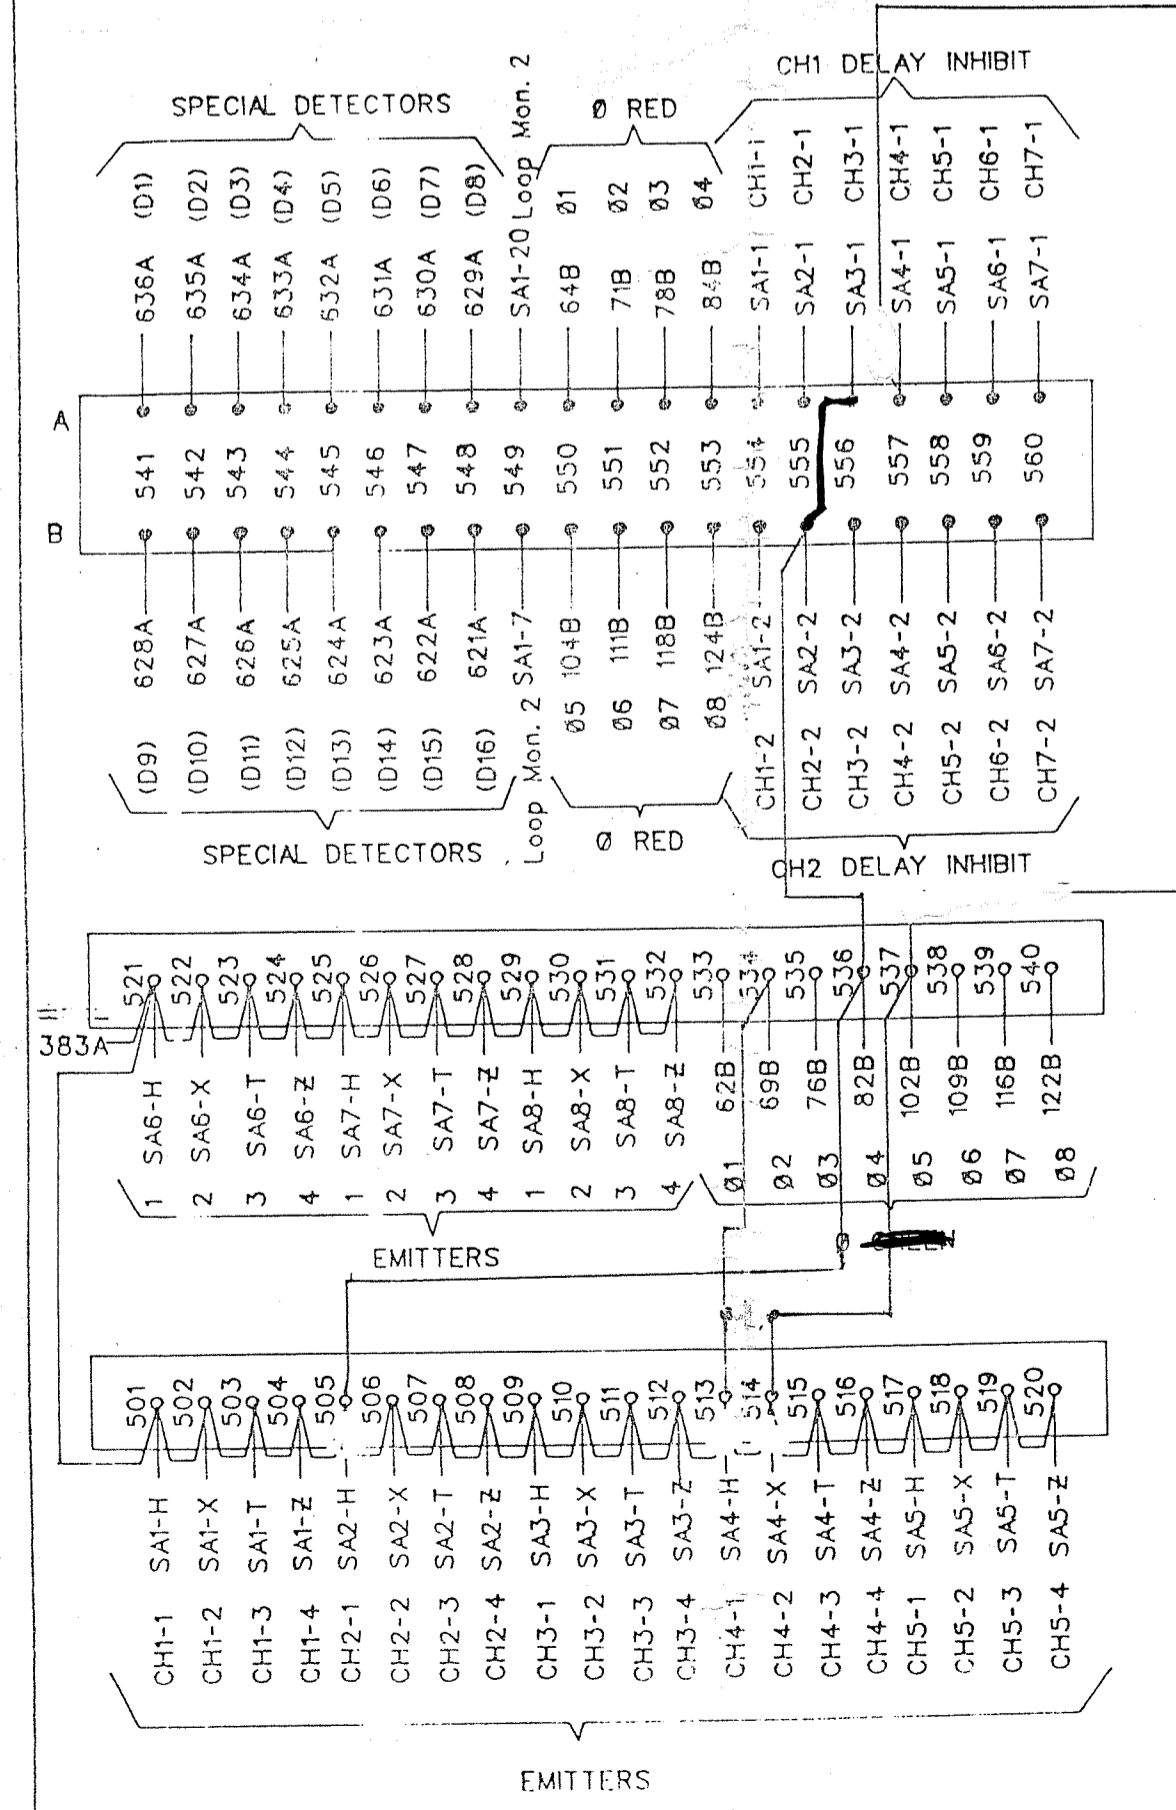 CH1 DELAY INHIBIT
SPECIAL DETECTORS
Loop Mon. 2
Ø RED
(D1) (D2) (D3) (D4) (D5) (D6) (D7) (D8) Ø1 Ø2 Ø3 Ø4 CH1-1 CH2-1 CH3-1 CH4-1 CH5-1 CH6-1 CH7-1
636A 635A 634A 633A 632A 631A 630A 629A SA1-20 64B 71B 78B 84B SA1-1 SA2-1 SA3-1 SA4-1 SA5-1 SA6-1 SA7-1
A
541 542 543 544 545 546 547 548 549 550 551 552 553 554 555 556 557 558 559 560
B
628A 627A 626A 625A 624A 623A 622A 621A SA1-7 104B 111B 118B 124B SA1-2 SA2-2 SA3-2 SA4-2 SA5-2 SA6-2 SA7-2
(D9) (D10) (D11) (D12) (D13) (D14) (D15) (D16) Loop Mon. 2 Ø5 Ø6 Ø7 Ø8 CH1-2 CH2-2 CH3-2 CH4-2 CH5-2 CH6-2 CH7-2
SPECIAL DETECTORS
Ø RED
CH2 DELAY INHIBIT
521 522 523 524 525 526 527 528 529 530 531 532 533 534 535 536 537 538 539 540
383A
SA6-H SA6-X SA6-T SA6-Z SA7-H SA7-X SA7-T SA7-Z SA8-H SA8-X SA8-T SA8-Z 62B 69B 76B 82B 102B 109B 116B 122B
1 2 3 4 1 2 3 4 1 2 3 4 Ø1 Ø2 Ø3 Ø4 Ø5 Ø6 Ø7 Ø8
EMITTERS
Ø
501 502 503 504 505 506 507 508 509 510 511 512 513 514 515 516 517 518 519 520
SA1-H SA1-X SA1-T SA1-Z SA2-H SA2-X SA2-T SA2-Z SA3-H SA3-X SA3-T SA3-Z SA4-H SA4-X SA4-T SA4-Z SA5-H SA5-X SA5-T SA5-Z
CH1-1 CH1-2 CH1-3 CH1-4 CH2-1 CH2-2 CH2-3 CH2-4 CH3-1 CH3-2 CH3-3 CH3-4 CH4-1 CH4-2 CH4-3 CH4-4 CH5-1 CH5-2 CH5-3 CH5-4
EMITTERS